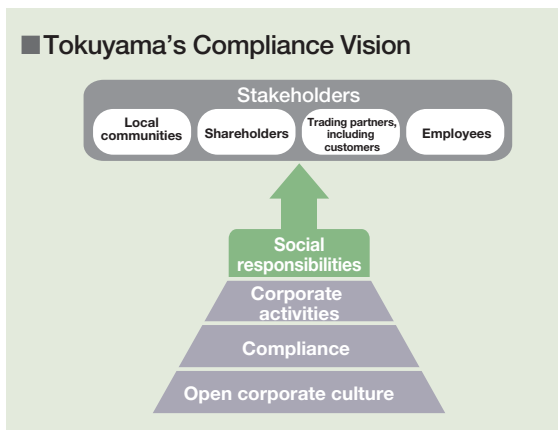 ■Tokuyama's Compliance Vision
Stakeholders
Local
communities
Shareholders
Trading partners,
including
customers
Employees
Social
responsibilities
Corporate
activities
Compliance
Open corporate culture